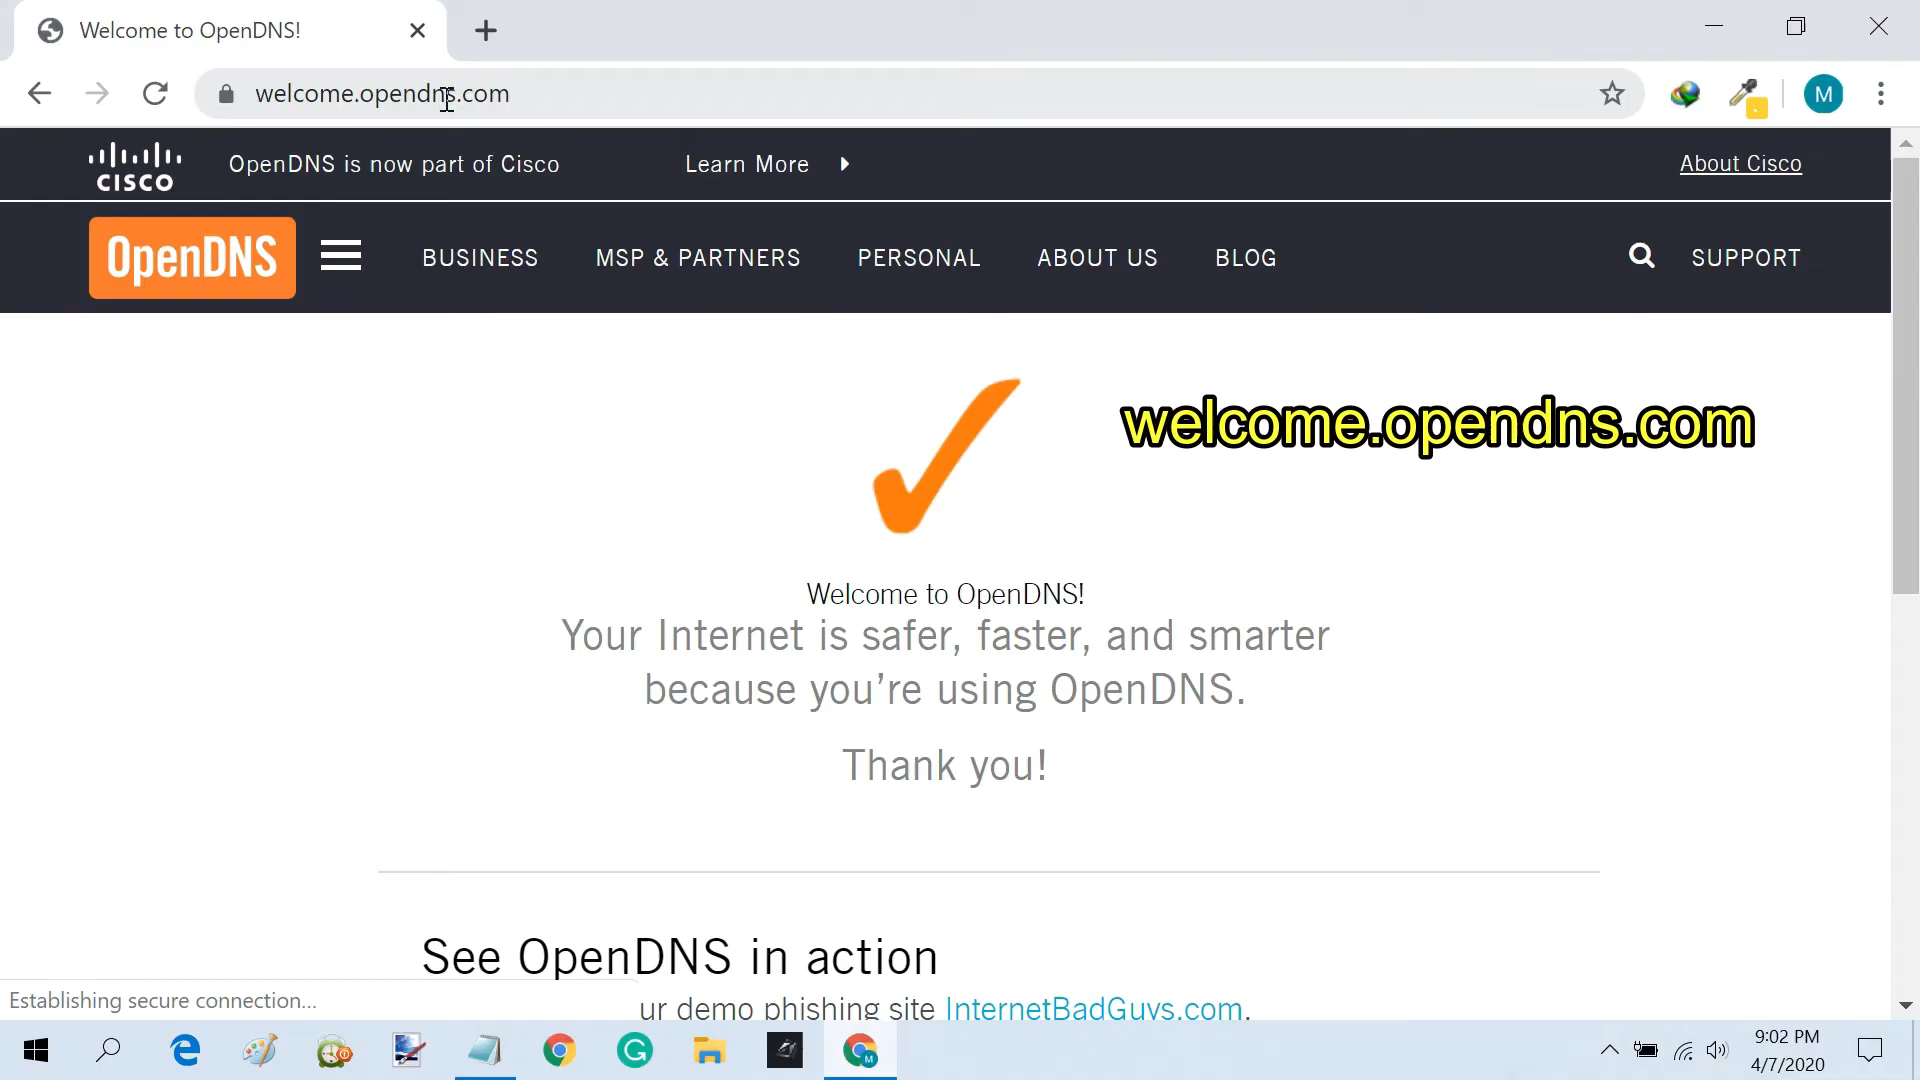 Welcome to OpenDNS!
welcome.opendns.com
M
CISCO
OpenDNS is now part of Cisco
Learn More
About Cisco
OpenDNS
BUSINESS
MSP & PARTNERS
PERSONAL
ABOUT US
BLOG
SUPPORT
welcome.opendns.com
Welcome to OpenDNS!
Your Internet is safer, faster, and smarter
because you’re using OpenDNS.
Thank you!
See OpenDNS in action
ur demo phishing site InternetBadGuys.com.
Establishing secure connection...
M
9:02 PM
4/7/2020